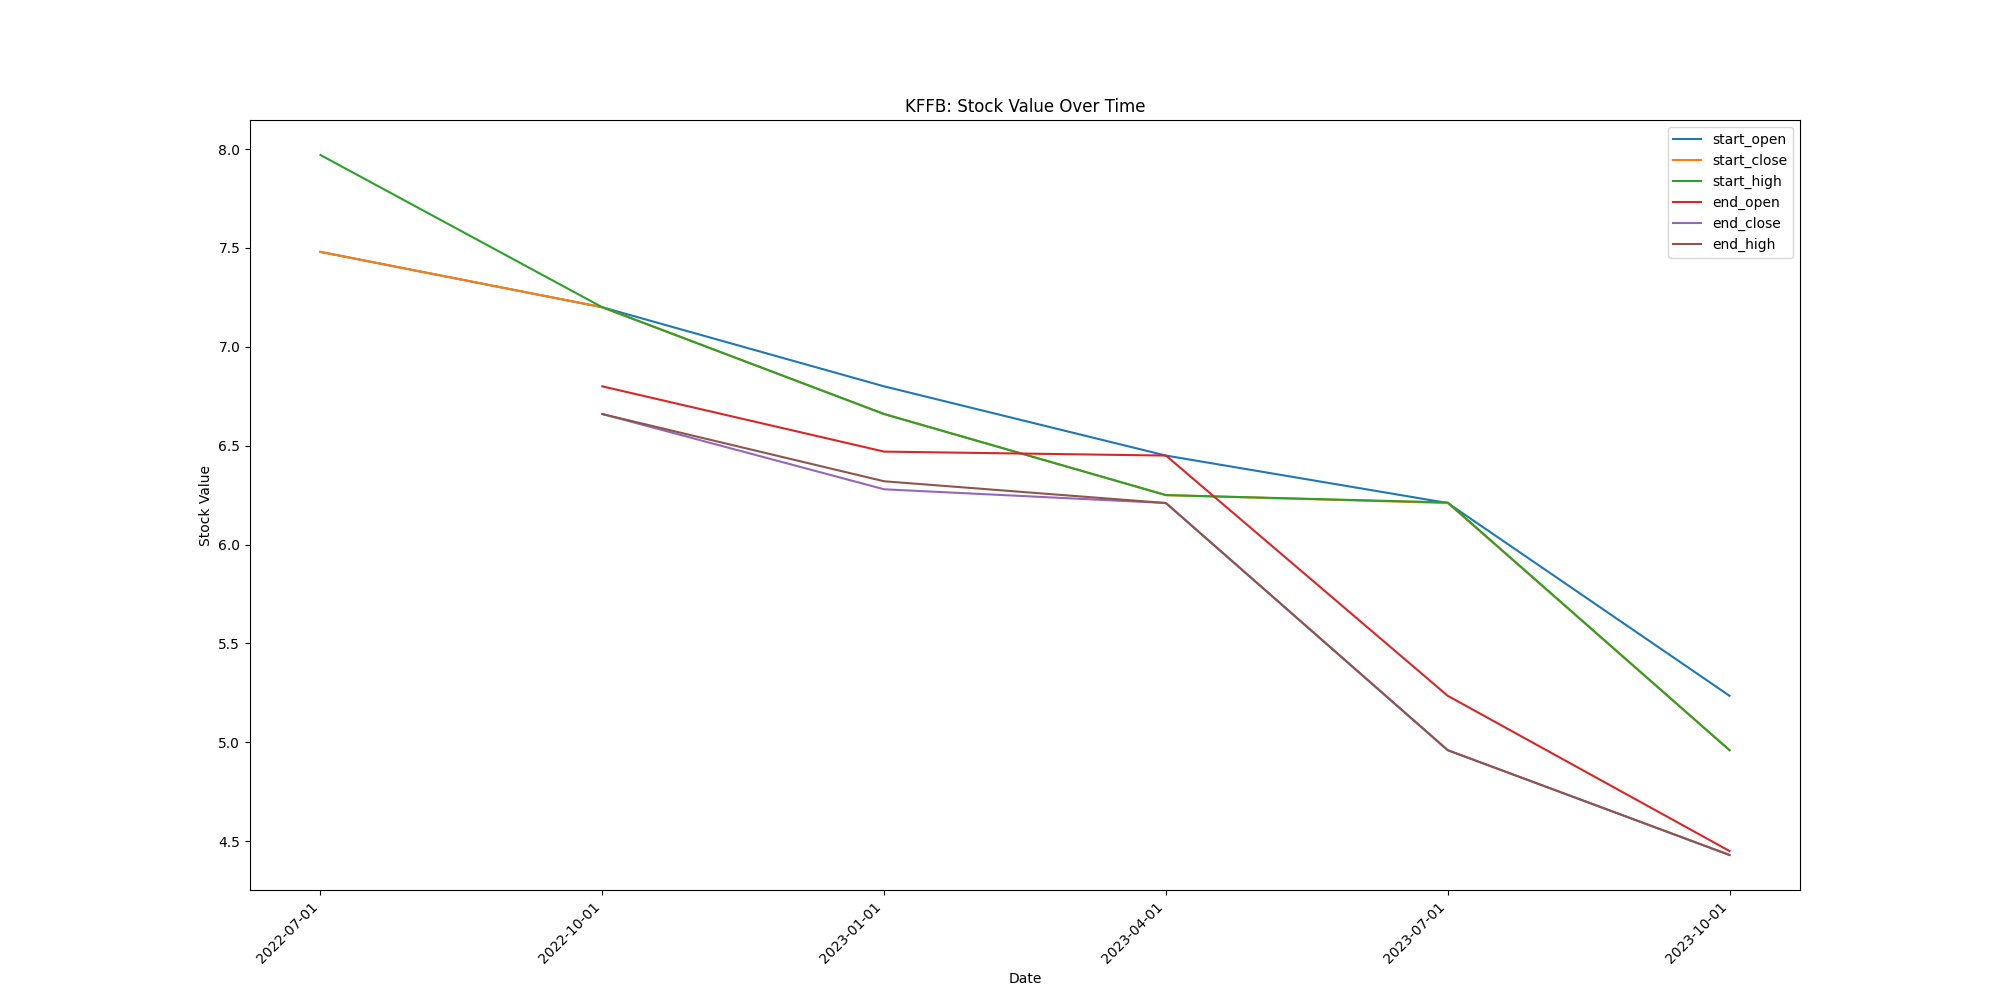 KFFB: Stock Value Over Time
start_open
start_close
start_high
end_open
end_close
end_high
8.0
7.5
7.0
6.5
6.0
5.5
5.0
4.5
Stock Value
2022-07-01
2022-10-01
2023-01-01
2023-04-01
2023-07-01
2023-10-01
Date